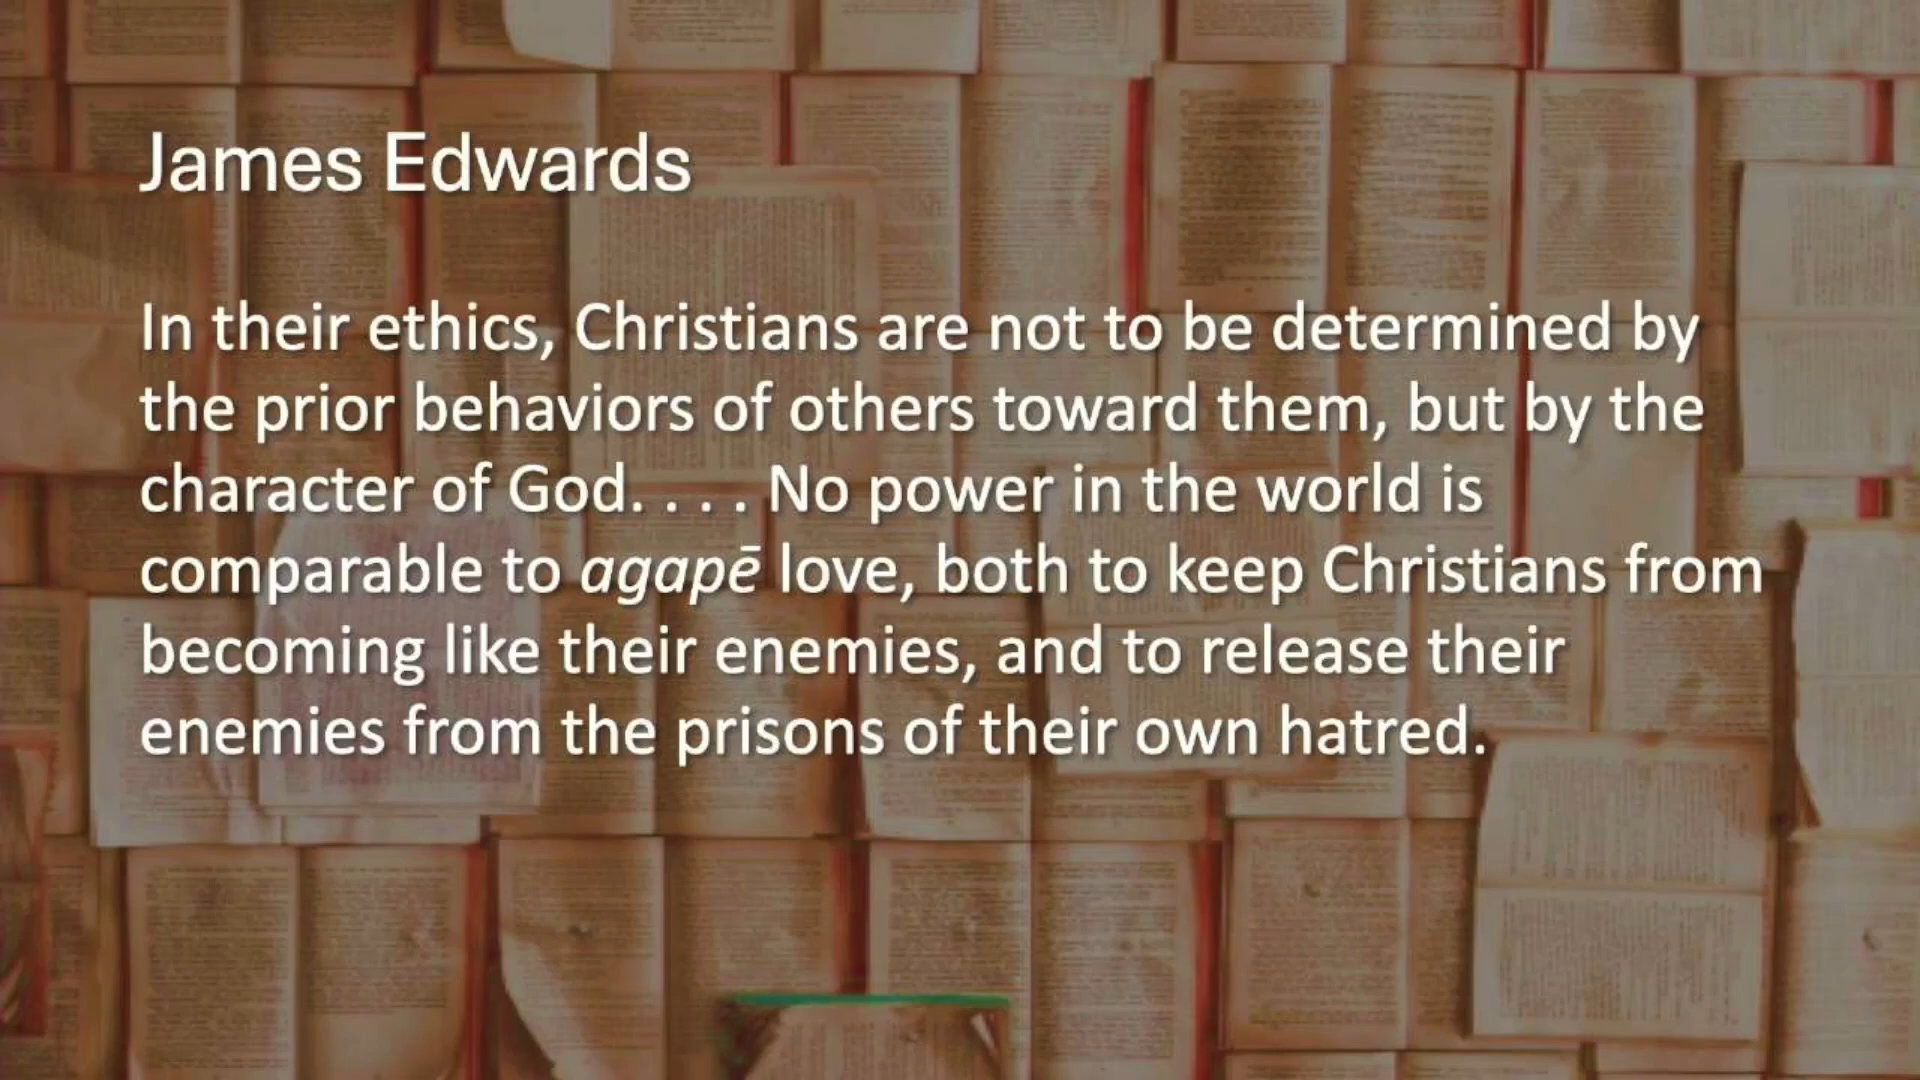 James Edwards
In their ethics, Christians are not to be determined by
the prior behaviors of others toward them, but by the
character of God. . . . No power in the world is
comparable to agapē love, both to keep Christians from
becoming like their enemies, and to release their
enemies from the prisons of their own hatred.